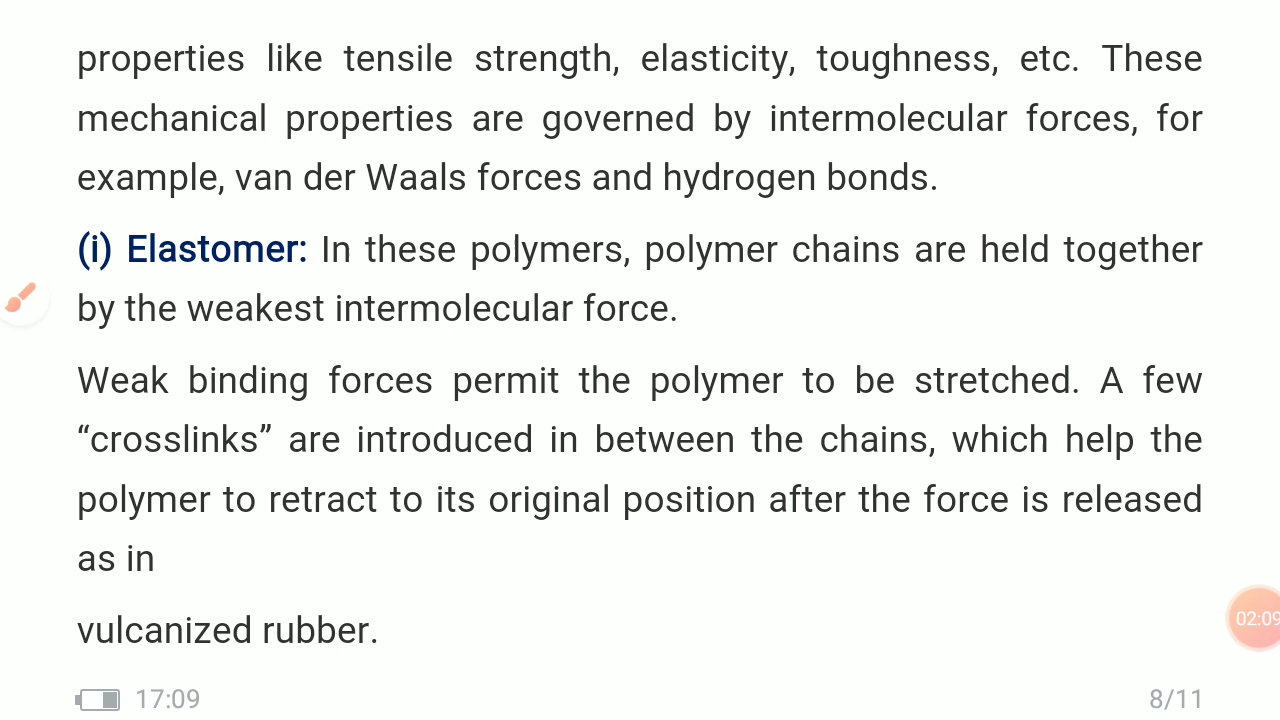 properties like tensile strength, elasticity, toughness, etc. These
mechanical properties are governed by intermolecular forces, for
example, van der Waals forces and hydrogen bonds.
(i) Elastomer: In these polymers, polymer chains are held together
by the weakest intermolecular force.
Weak binding forces permit the polymer to be stretched. A few
“crosslinks” are introduced in between the chains, which help the
polymer to retract to its original position after the force is released
as in
vulcanized rubber.
02:09
17:09
8/11